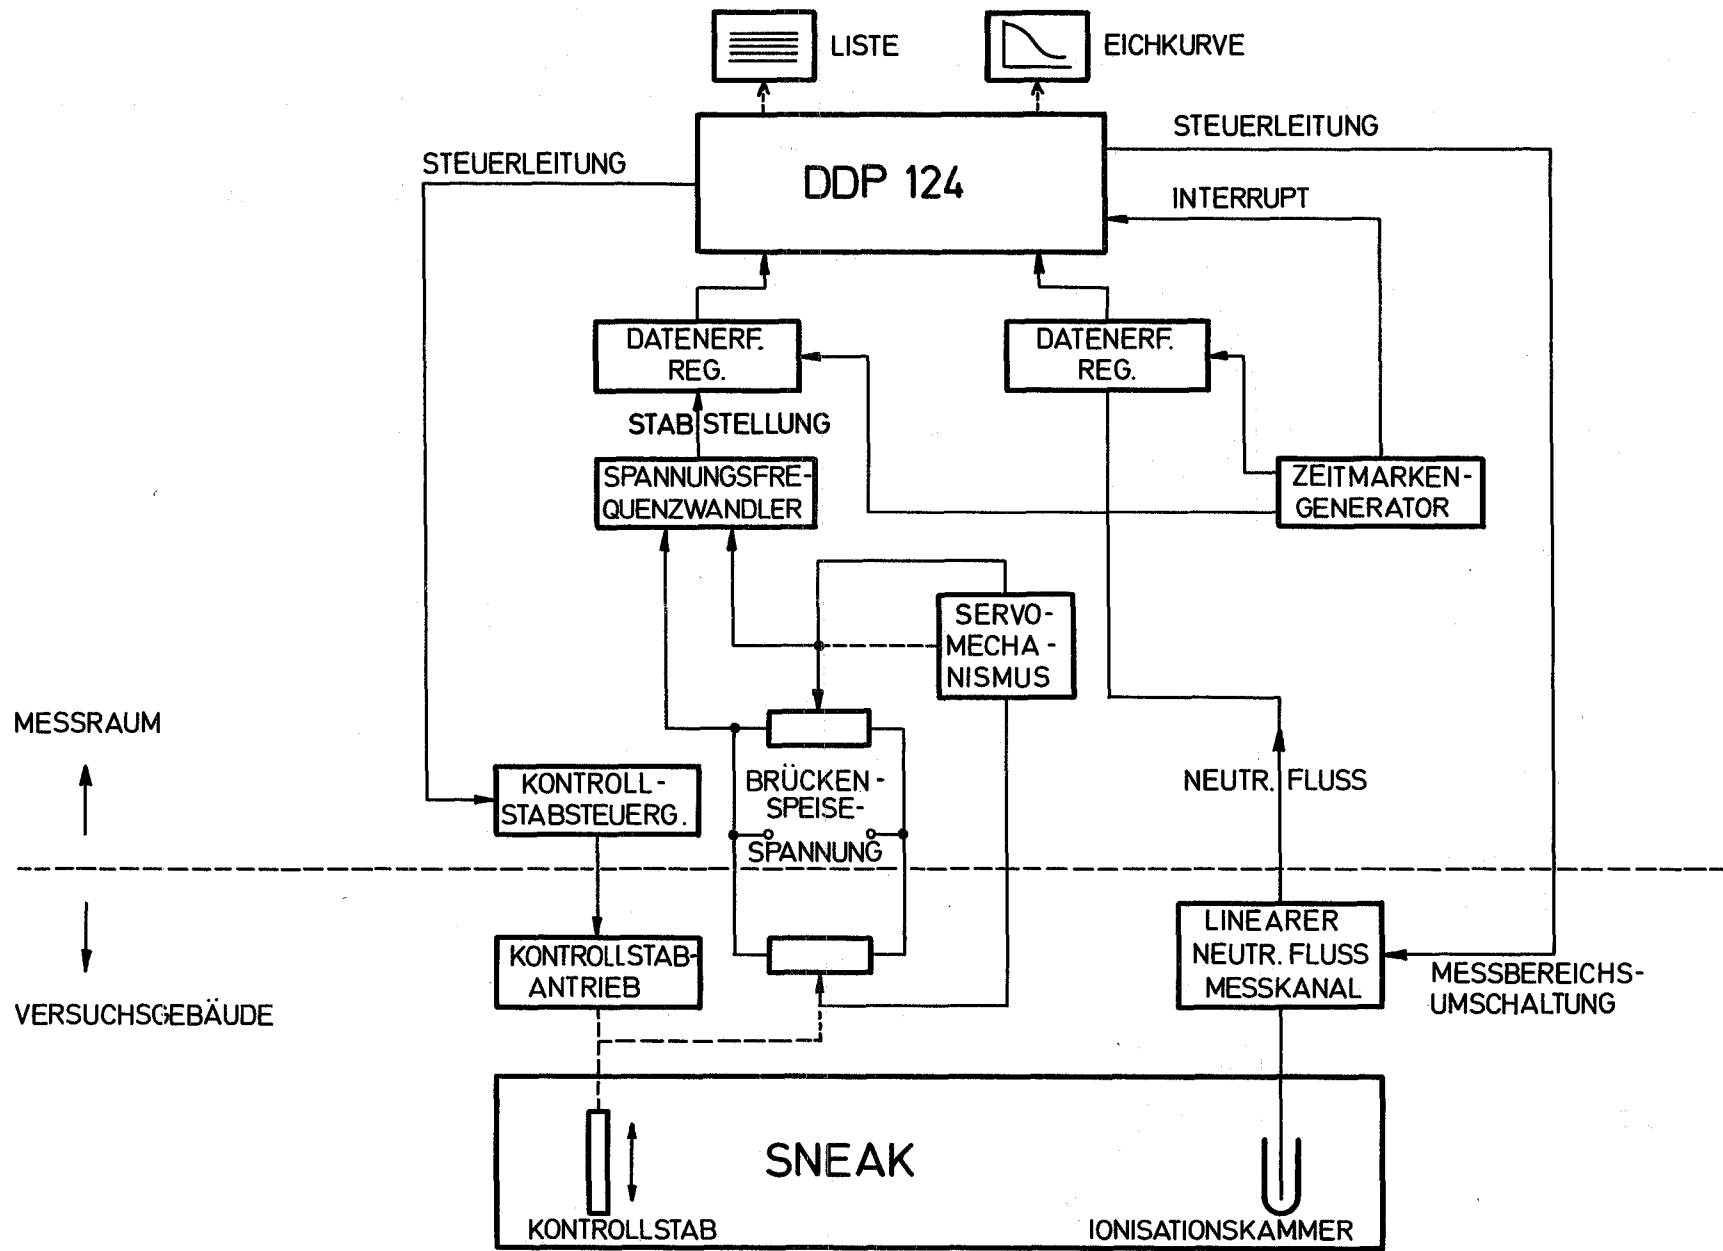 LISTE
EICHKURVE
STEUERLEITUNG
STEUERLEITUNG
DDP 124
INTERRUPT
DATENERF.
REG.
DATENERF.
REG.
STABSTELLUNG
SPANNUNGSFRE-
QUENZWANDLER
ZEITMARKEN-
GENERATOR
SERVO-
MECHA-
NISMUS
MESSRAUM
KONTROLL-
STABSTEUERG.
BRÜCKEN-
SPEISE-
SPANNUNG
NEUTR. FLUSS
KONTROLLSTAB-
ANTRIEB
LINEARER
NEUTR. FLUSS
MESSKANAL
MESSBEREICHS-
UMSCHALTUNG
VERSUCHSGEBÄUDE
SNEAK
KONTROLLSTAB
IONISATIONSKAMMER